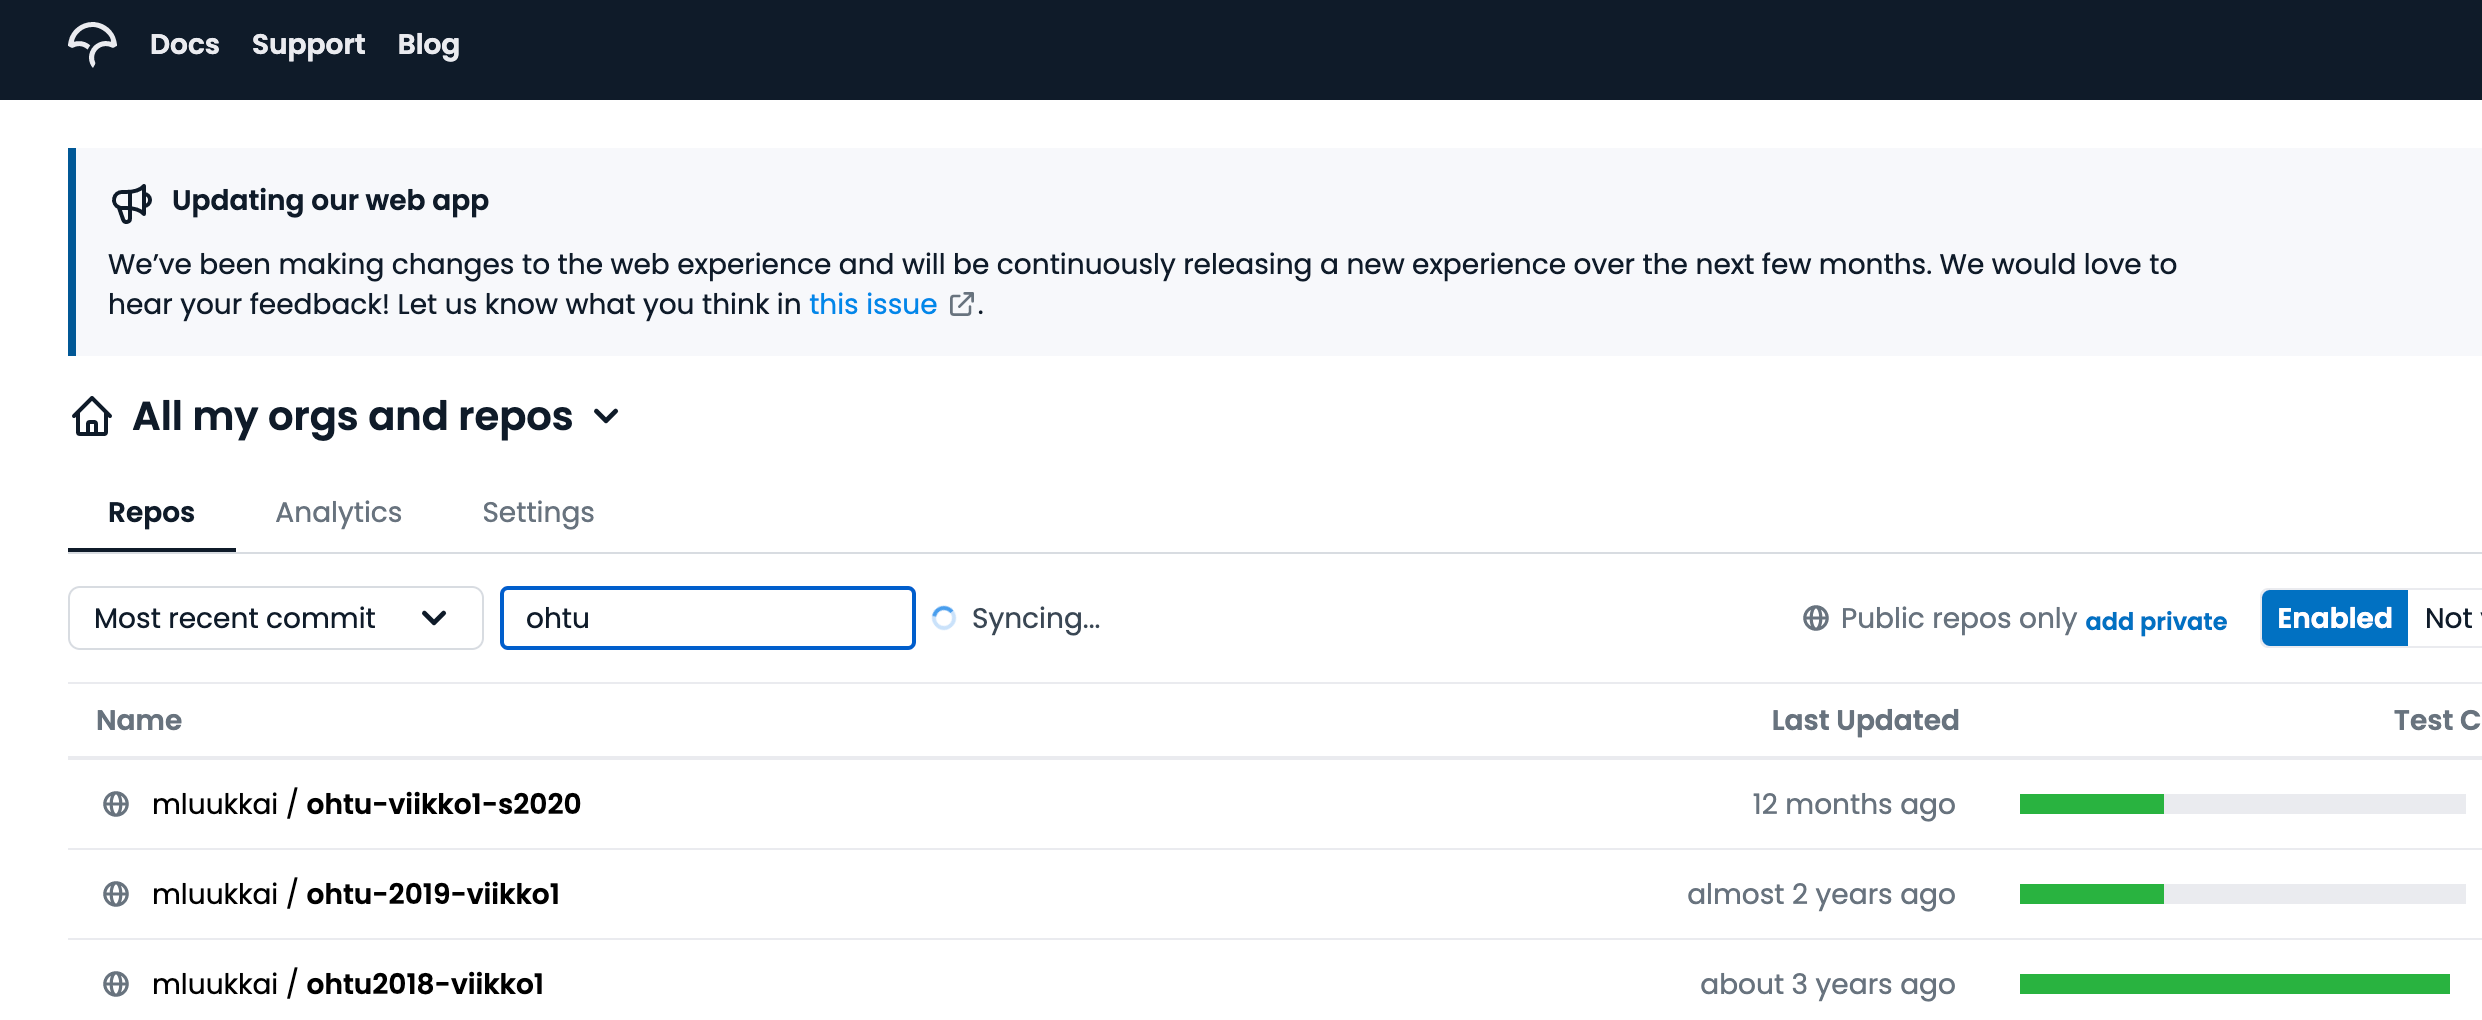 Docs Support Blog
Updating our web app
We’ve been making changes to the web experience and will be continuously releasing a new experience over the next few months. We would love to
hear your feedback! Let us know what you think in this issue.
All my orgs and repos
Repos Analytics Settings
Most recent commit ohtu Syncing... Public repos only add private Enabled Not
Name Last Updated Test C
mluukkai / ohtu-viikko1-s2020 12 months ago
mluukkai / ohtu-2019-viikko1 almost 2 years ago
mluukkai / ohtu2018-viikko1 about 3 years ago